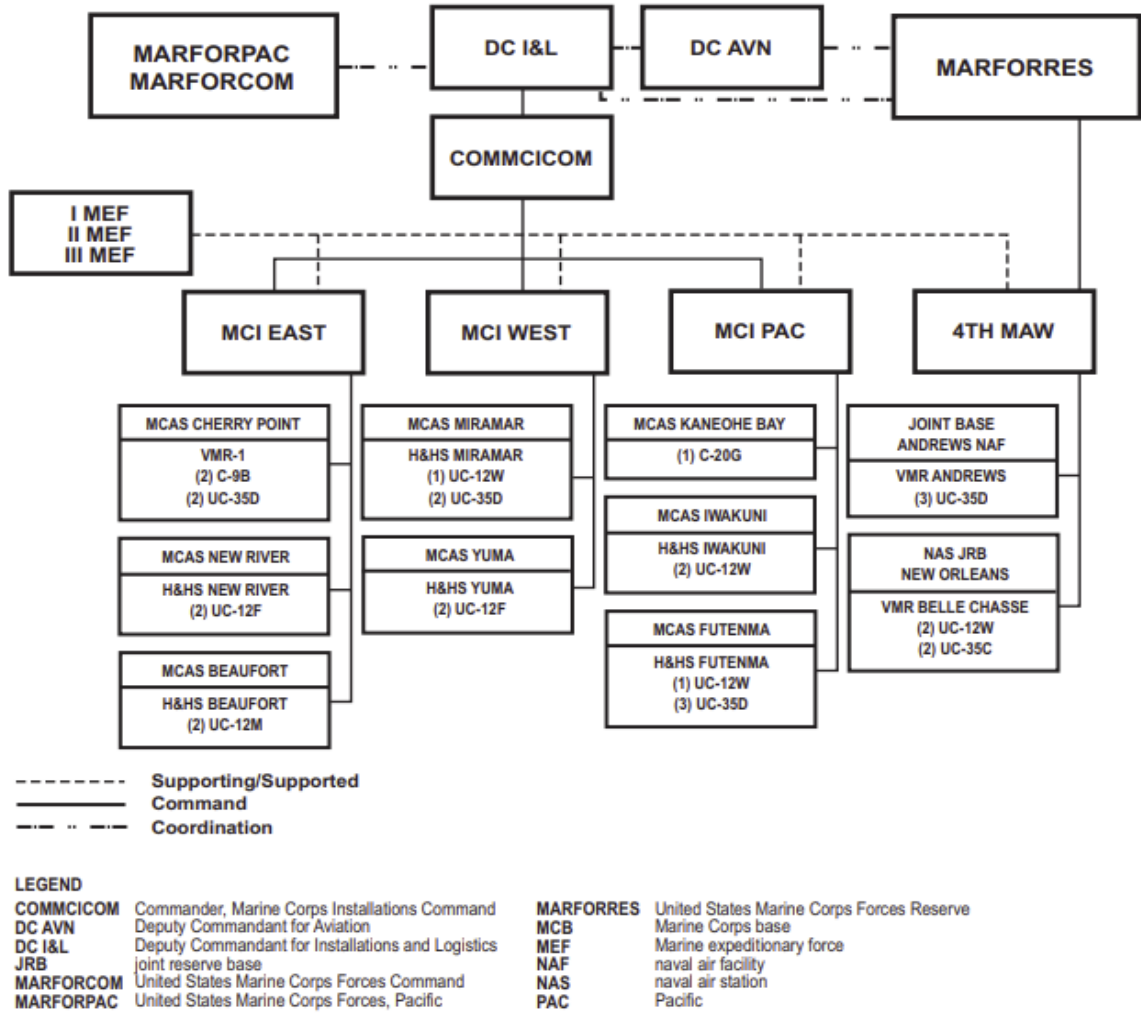 MARFORPAC
MARFORCOM
DC I&L
DC AVN
MARFORRES
COMMCICOM
I MEF
II MEF
III MEF
MCI EAST
MCI WEST
MCI PAC
4TH MAW
MCAS CHERRY POINT
VMR-1
(2) C-9B
(2) UC-35D
MCAS NEW RIVER
H&HS NEW RIVER
(2) UC-12F
MCAS BEAUFORT
H&HS BEAUFORT
(2) UC-12M
MCAS MIRAMAR
H&HS MIRAMAR
(1) UC-12W
(2) UC-35D
MCAS YUMA
H&HS YUMA
(2) UC-12F
MCAS KANEOHE BAY
(1) C-20G
MCAS IWAKUNI
H&HS IWAKUNI
(2) UC-12W
MCAS FUTENMA
H&HS FUTENMA
(1) UC-12W
(3) UC-35D
JOINT BASE
ANDREWS NAF
VMR ANDREWS
(3) UC-35D
NAS JRB
NEW ORLEANS
VMR BELLE CHASSE
(2) UC-12W
(2) UC-35C
Supporting/Supported
Command
Coordination
LEGEND
COMMCICOM Commander, Marine Corps Installations Command
DC AVN Deputy Commandant for Aviation
DC I&L Deputy Commandant for Installations and Logistics
JRB joint reserve base
MARFORCOM United States Marine Corps Forces Command
MARFORPAC United States Marine Corps Forces, Pacific
MARFORRES United States Marine Corps Forces Reserve
MCB Marine Corps base
MEF Marine expeditionary force
NAF naval air facility
NAS naval air station
PAC Pacific